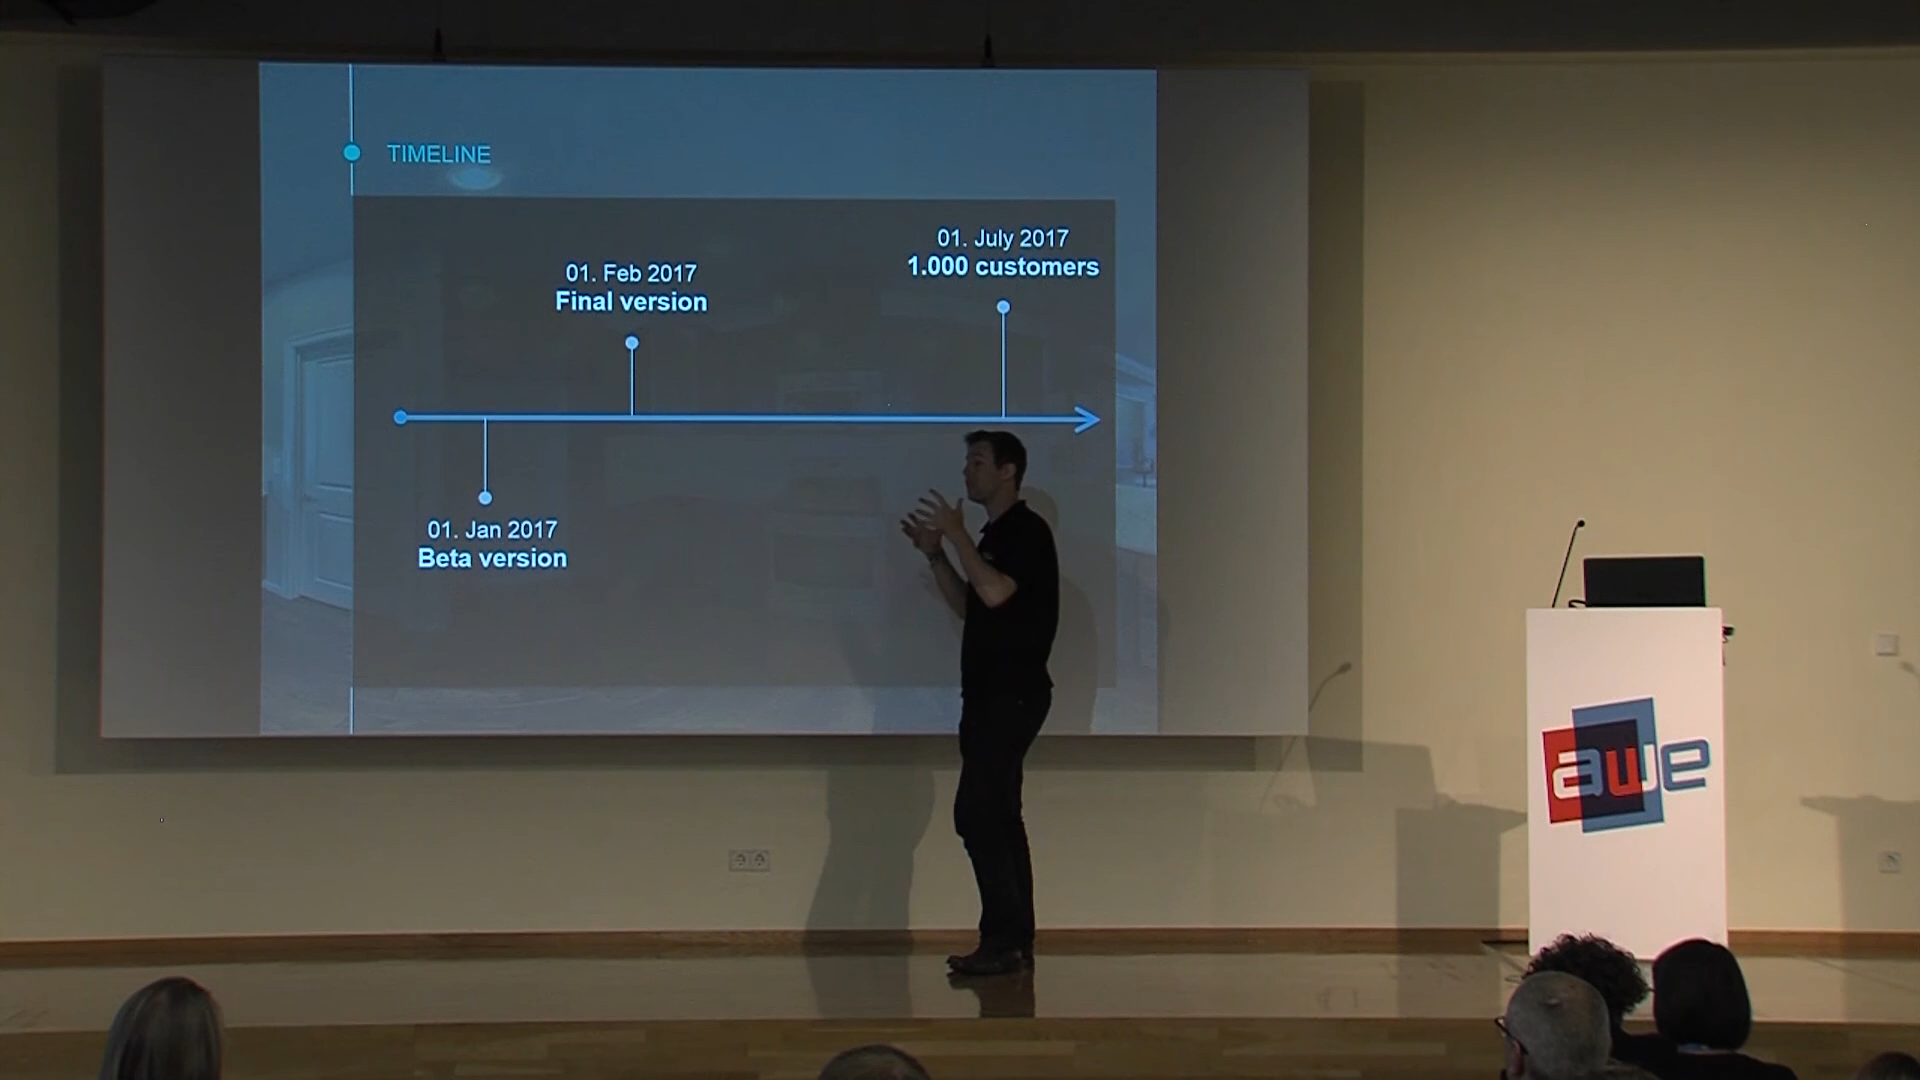 TIMELINE
01. July 2017
1.000 customers
01. Feb 2017
Final version
01. Jan 2017
Beta version
awe